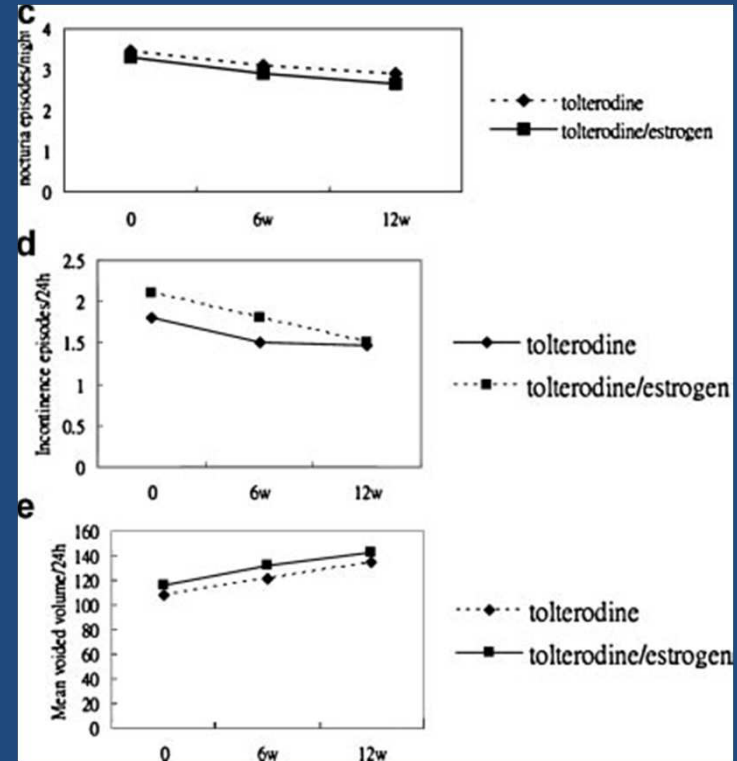 c
nocturia episodes/night
4
3
2
1
0
0 6w 12w
tolterodine
tolterodine/estrogen
d
Incontinence episodes/24h
2.5
2
1.5
1
0.5
0
0 6w 12w
tolterodine
tolterodine/estrogen
e
Mean voided volume/24h
160
140
120
100
80
60
40
20
0
0 6w 12w
tolterodine
tolterodine/estrogen